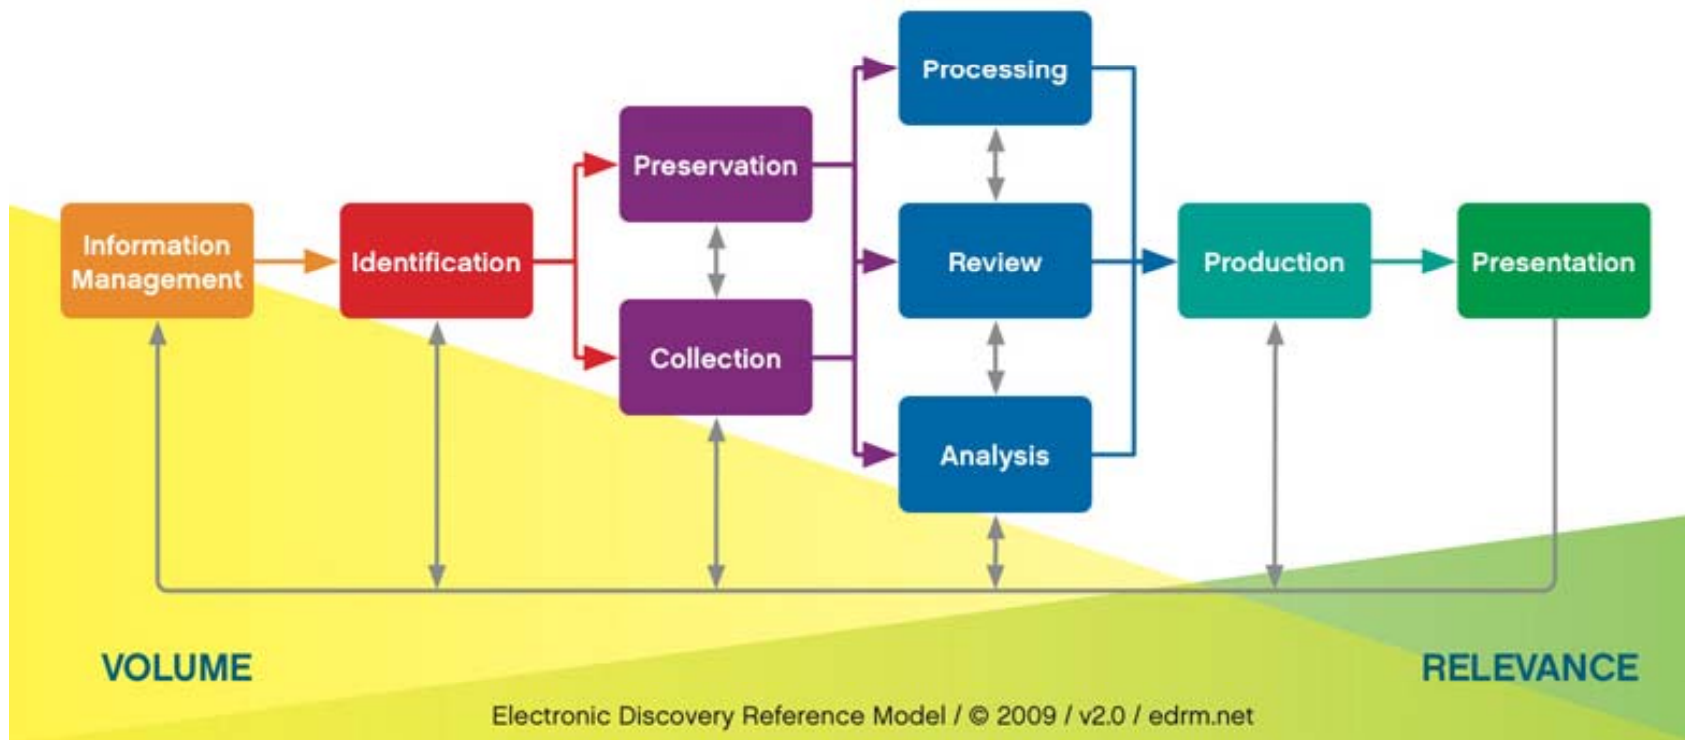 Information
Management
Identification
Preservation
Collection
Processing
Review
Analysis
Production
Presentation
VOLUME
RELEVANCE
Electronic Discovery Reference Model / © 2009 / v2.0 / edrm.net